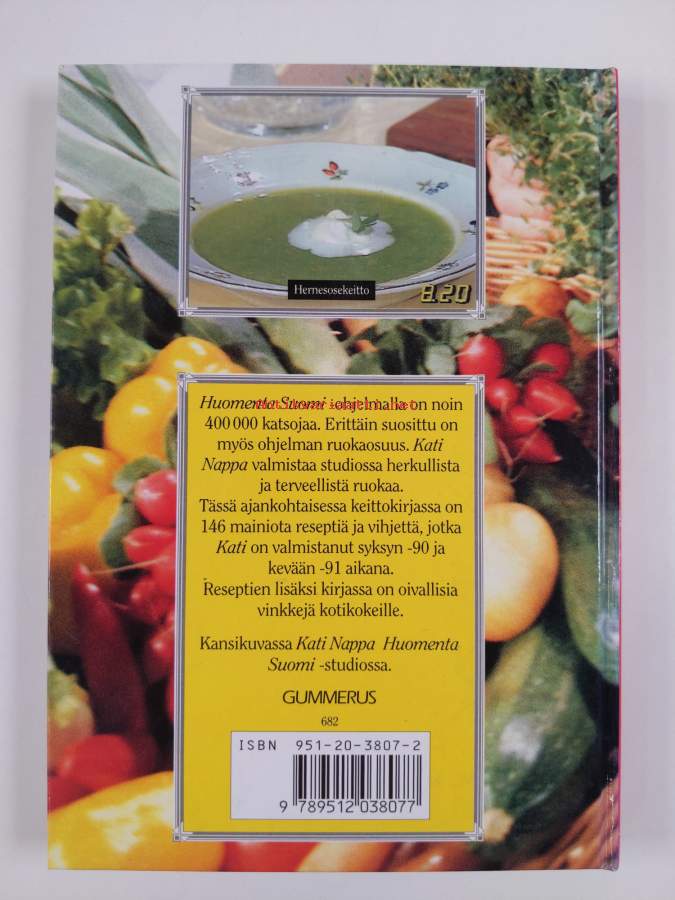 Hernesosekeitto
8.20
Huomenta Suomi -ohjelmalla on noin
400 000 katsojaa. Erittäin suosittu on
myös ohjelman ruokaosuus. Kati
Nappa valmistaa studiossa herkullista
ja terveellistä ruokaa.
Tässä ajankohtaisessa keittokirjassa on
146 mainiota reseptiä ja vihjettä, jotka
Kati on valmistanut syksyn -90 ja
kevään -91 aikana.
Reseptien lisäksi kirjassa on oivallisia
vinkkejä kotikokeille.
Kansikuvassa Kati Nappa Huomenta
Suomi -studiossa.
GUMMERUS
682
ISBN 951-20-3807-2
9 789512 038077